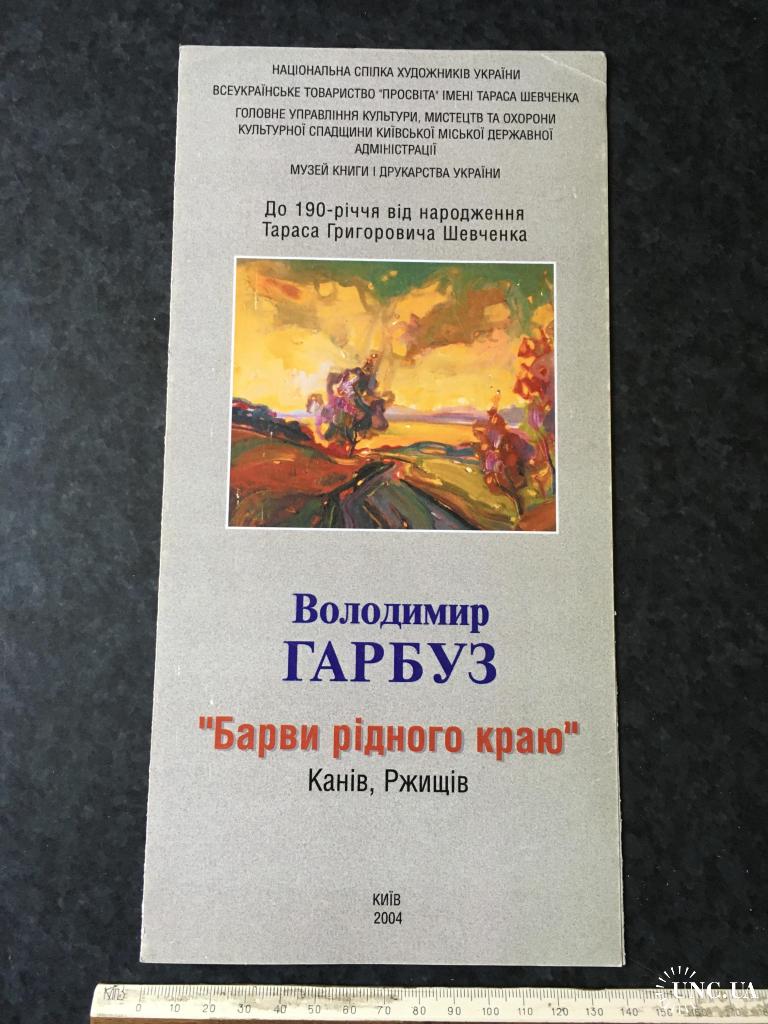 НАЦІОНАЛЬНА СПІЛКА ХУДОЖНИКІВ УКРАЇНИ
ВСЕУКРАЇНСЬКЕ ТОВАРИСТВО "ПРОСВІТА" ІМЕНІ ТАРАСА ШЕВЧЕНКА
ГОЛОВНЕ УПРАВЛІННЯ КУЛЬТУРИ, МИСТЕЦТВ ТА ОХОРОНИ
КУЛЬТУРНОЇ СПАДЩИНИ КИЇВСЬКОЇ МІСЬКОЇ ДЕРЖАВНОЇ
АДМІНІСТРАЦІЇ
МУЗЕЙ КНИГИ І ДРУКАРСТВА УКРАЇНИ
До 190-річчя від народження
Тараса Григоровича Шевченка
Володимир
ГАРБУЗ
"Барви рідного краю"
Канів, Ржищів
КИЇВ
2004
0 10 20 30 40 50 60 70 80 90 100 110 120 130 140 150
UNC.UA